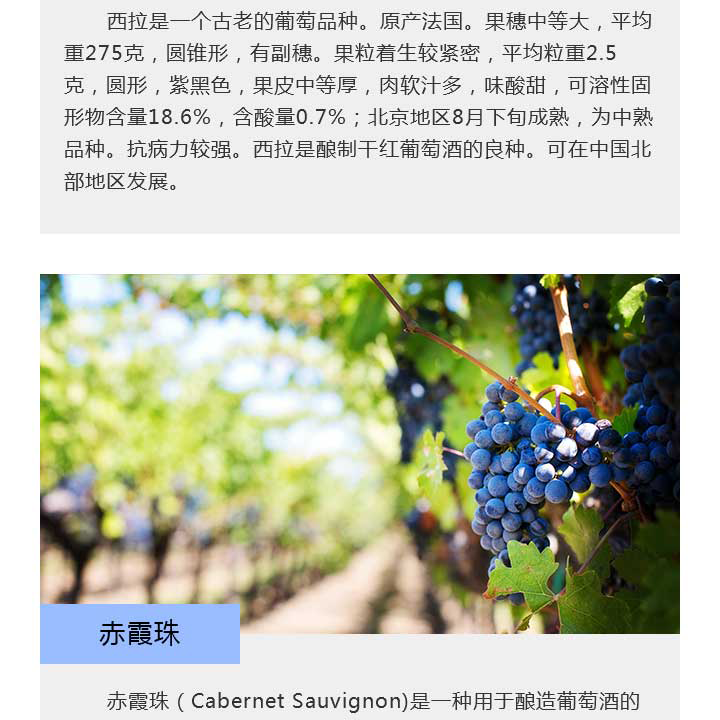 西拉是一个古老的葡萄品种。原产法国。果穗中等大，平均
重275克，圆锥形，有副穗。果粒着生较紧密，平均粒重2.5
克，圆形，紫黑色，果皮中等厚，肉软汁多，味酸甜，可溶性固
形物含量18.6%，含酸量0.7%；北京地区8月下旬成熟，为中熟
品种。抗病力较强。西拉是酿制干红葡萄酒的良种。可在中国北
部地区发展。
赤霞珠
赤霞珠（Cabernet Sauvignon)是一种用于酿造葡萄酒的